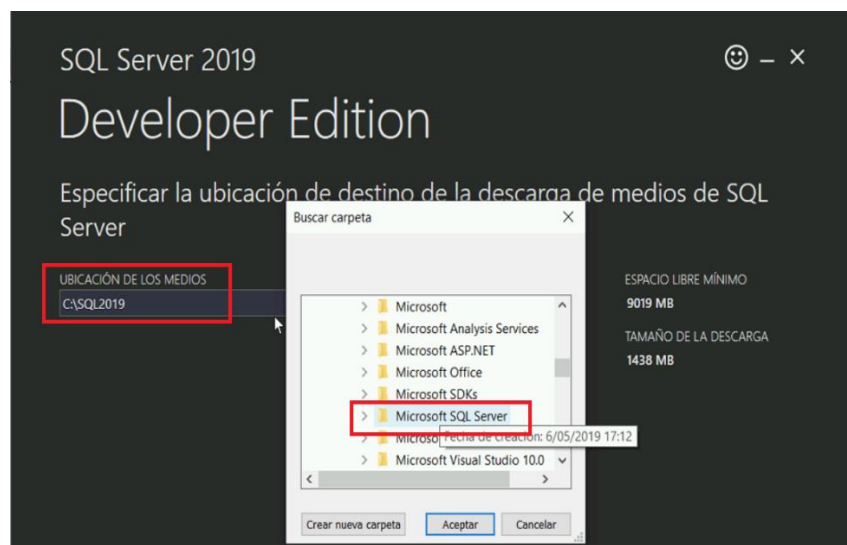 SQL Server 2019
Developer Edition
Especificar la ubicación de destino de la descarga de medios de SQL
Server
UBICACIÓN DE LOS MEDIOS
C:\SQL2019
Buscar carpeta
Microsoft
Microsoft Analysis Services
Microsoft ASP.NET
Microsoft Office
Microsoft SDKs
Microsoft SQL Server
Fecha de creación: 6/05/2019 17:12
Microsoft Visual Studio 10.0
Crear nueva carpeta
Aceptar
Cancelar
ESPACIO LIBRE MÍNIMO
9019 MB
TAMAÑO DE LA DESCARGA
1438 MB